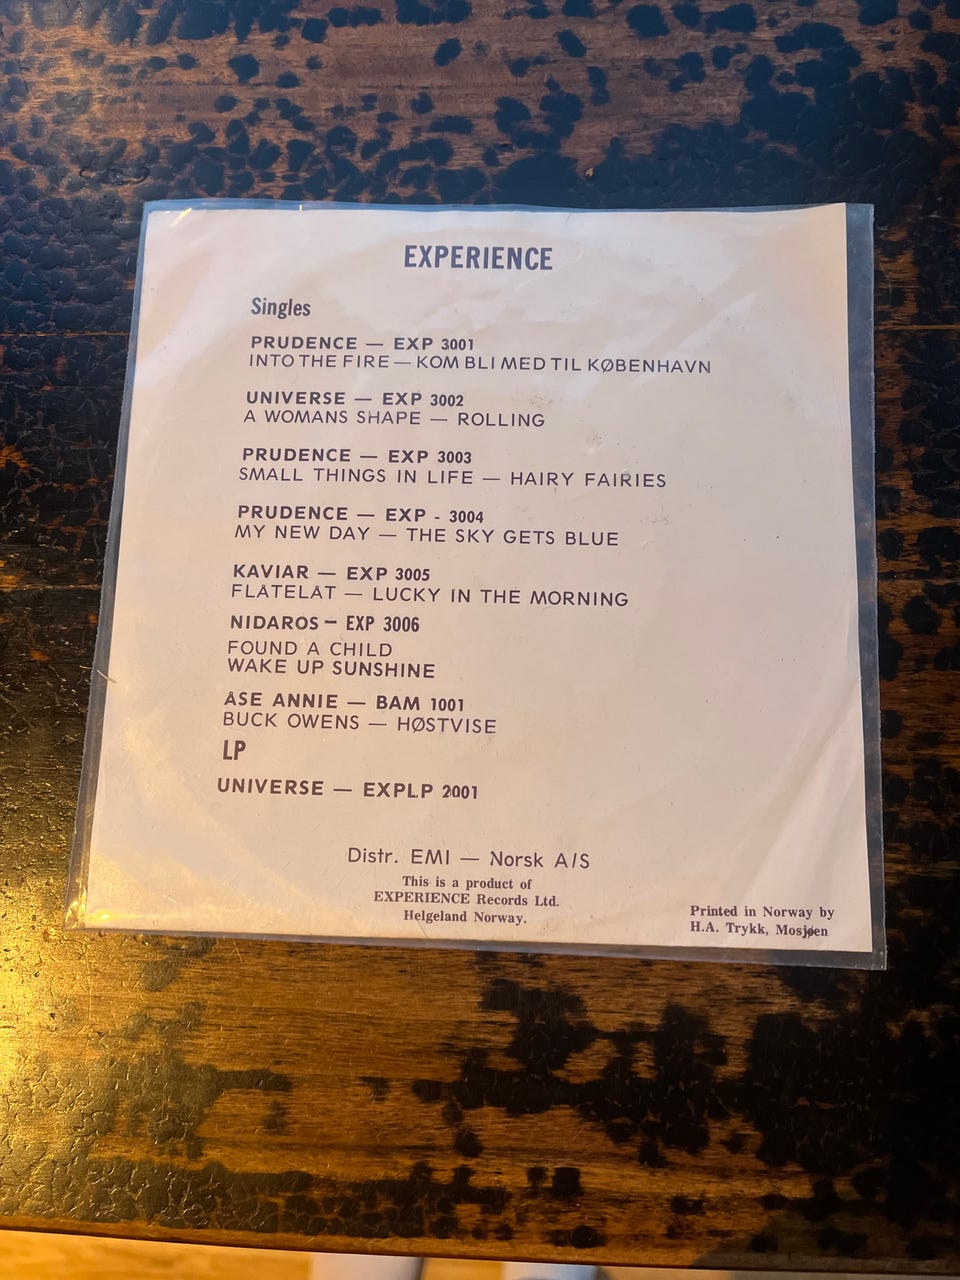 EXPERIENCE
Singles
PRUDENCE — EXP 3001
INTO THE FIRE — KOM BLI MED TIL KØBENHAVN
UNIVERSE — EXP 3002
A WOMANS SHAPE — ROLLING
PRUDENCE — EXP 3003
SMALL THINGS IN LIFE — HAIRY FAIRIES
PRUDENCE — EXP - 3004
MY NEW DAY — THE SKY GETS BLUE
KAVIAR — EXP 3005
FLATELÅT — LUCKY IN THE MORNING
NIDAROS — EXP 3006
FOUND A CHILD
WAKE UP SUNSHINE
ÅSE ANNIE — BAM 1001
BUCK OWENS — HØSTVISE
LP
UNIVERSE — EXPLP 2001
Distr. EMI — Norsk A/S
This is a product of
EXPERIENCE Records Ltd.
Helgeland Norway.
Printed in Norway by
H.A. Trykk, Mosjøen